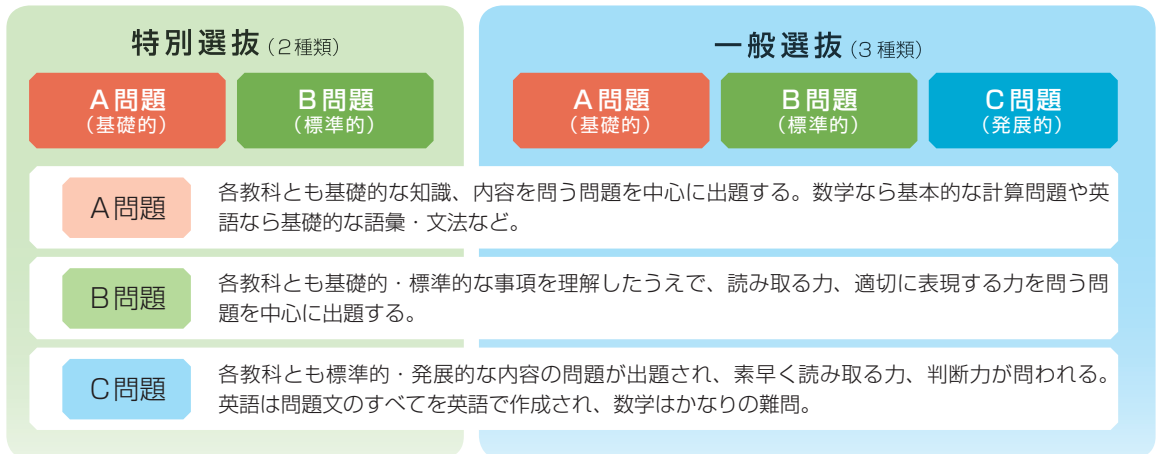 特別選抜(2種類)
一般選抜(3種類)
A問題
(基礎的)
B問題
(標準的)
A問題
(基礎的)
B問題
(標準的)
C問題
(発展的)
A問題
各教科とも基礎的な知識、内容を問う問題を中心に出題する。数学なら基本的な計算問題や英
語なら基礎的な語彙・文法など。
B問題
各教科とも基礎的・標準的な事項を理解したうえで、読み取る力、適切に表現する力を問う問
題を中心に出題する。
C問題
各教科とも標準的・発展的な内容の問題が出題され、素早く読み取る力、判断力が問われる。
英語は問題文のすべてを英語で作成され、数学はかなりの難問。